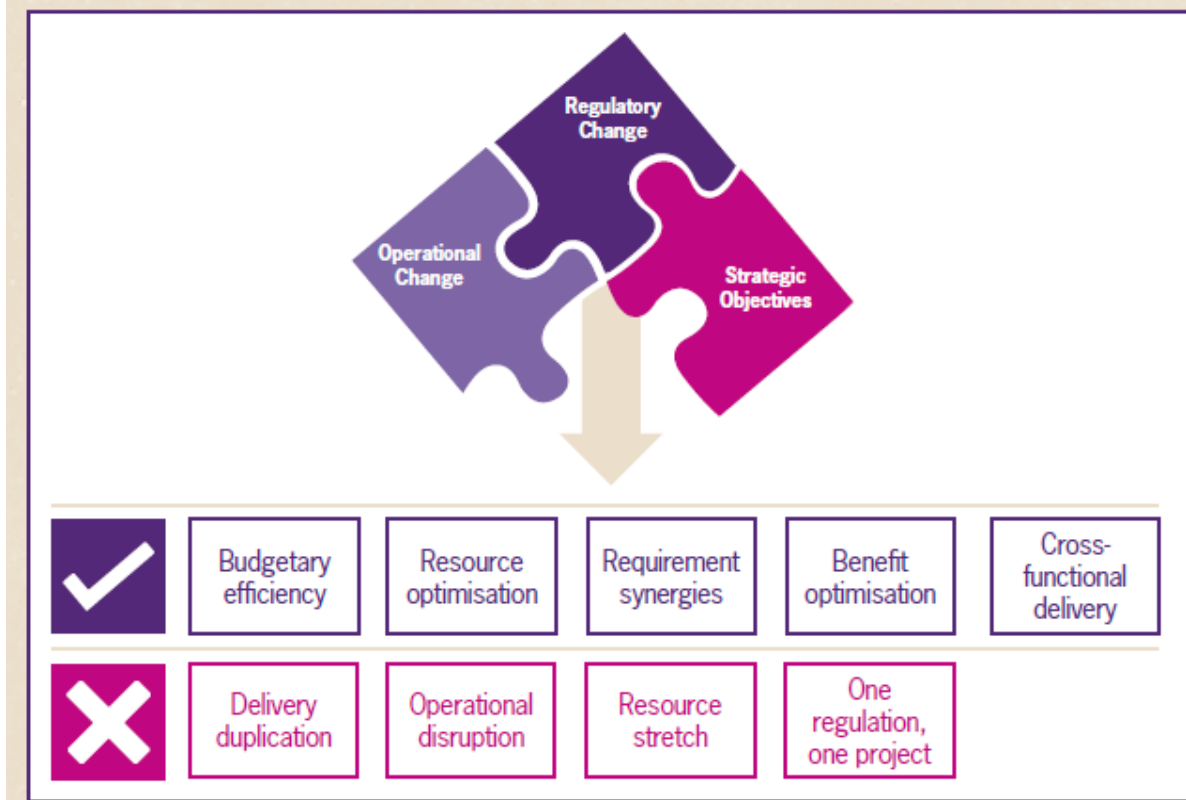 Regulatory
Change
Operational
Change
Strategic
Objectives
Budgetary
efficiency
Resource
optimisation
Requirement
synergies
Benefit
optimisation
Cross-
functional
delivery
Delivery
duplication
Operational
disruption
Resource
stretch
One
regulation,
one project